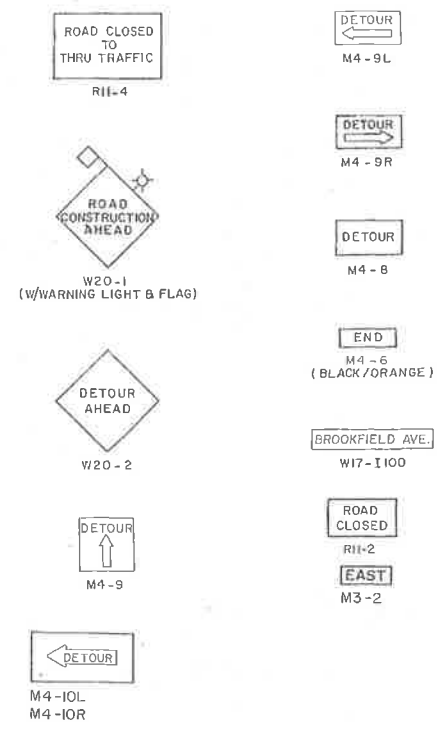 ROAD CLOSED
TO
THRU TRAFFIC
R11-4
ROAD
CONSTRUCTION
AHEAD
W20-1
(W/WARNING LIGHT & FLAG)
DETOUR
AHEAD
W20-2
DETOUR
M4-9
DETOUR
M4-10L
M4-10R
DETOUR
M4-9L
DETOUR
M4-9R
DETOUR
M4-8
END
M4-6
(BLACK/ORANGE)
BROOKFIELD AVE.
W17-I100
ROAD
CLOSED
R11-2
EAST
M3-2